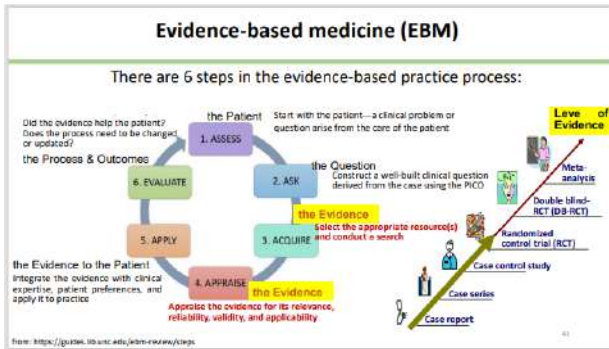 Evidence-based medicine (EBM)
There are 6 steps in the evidence-based practice process:
Did the evidence help the patient?
Does the process need to be changed
or updated?
the Process & Outcomes
the Patient
1. ASSESS
Start with the patient—a clinical problem or
question arise from the care of the patient
the Question
2. ASK
Construct a well-built clinical question
derived from the case using the PICO
the Evidence
3. ACQUIRE
Select the appropriate resource(s)
and conduct a search
4. APPRAISE
the Evidence
Appraise the evidence for its relevance,
reliability, validity, and applicability
5. APPLY
the Evidence to the Patient
Integrate the evidence with clinical
expertise, patient preferences, and
apply it to practice
6. EVALUATE
Leve of
Evidence
Meta-
analysis
Double blind-
RCT (DB-RCT)
Randomized
control trial (RCT)
Case control study
Case series
Case report
from: https://guides.lib.unc.edu/ebm-review/steps